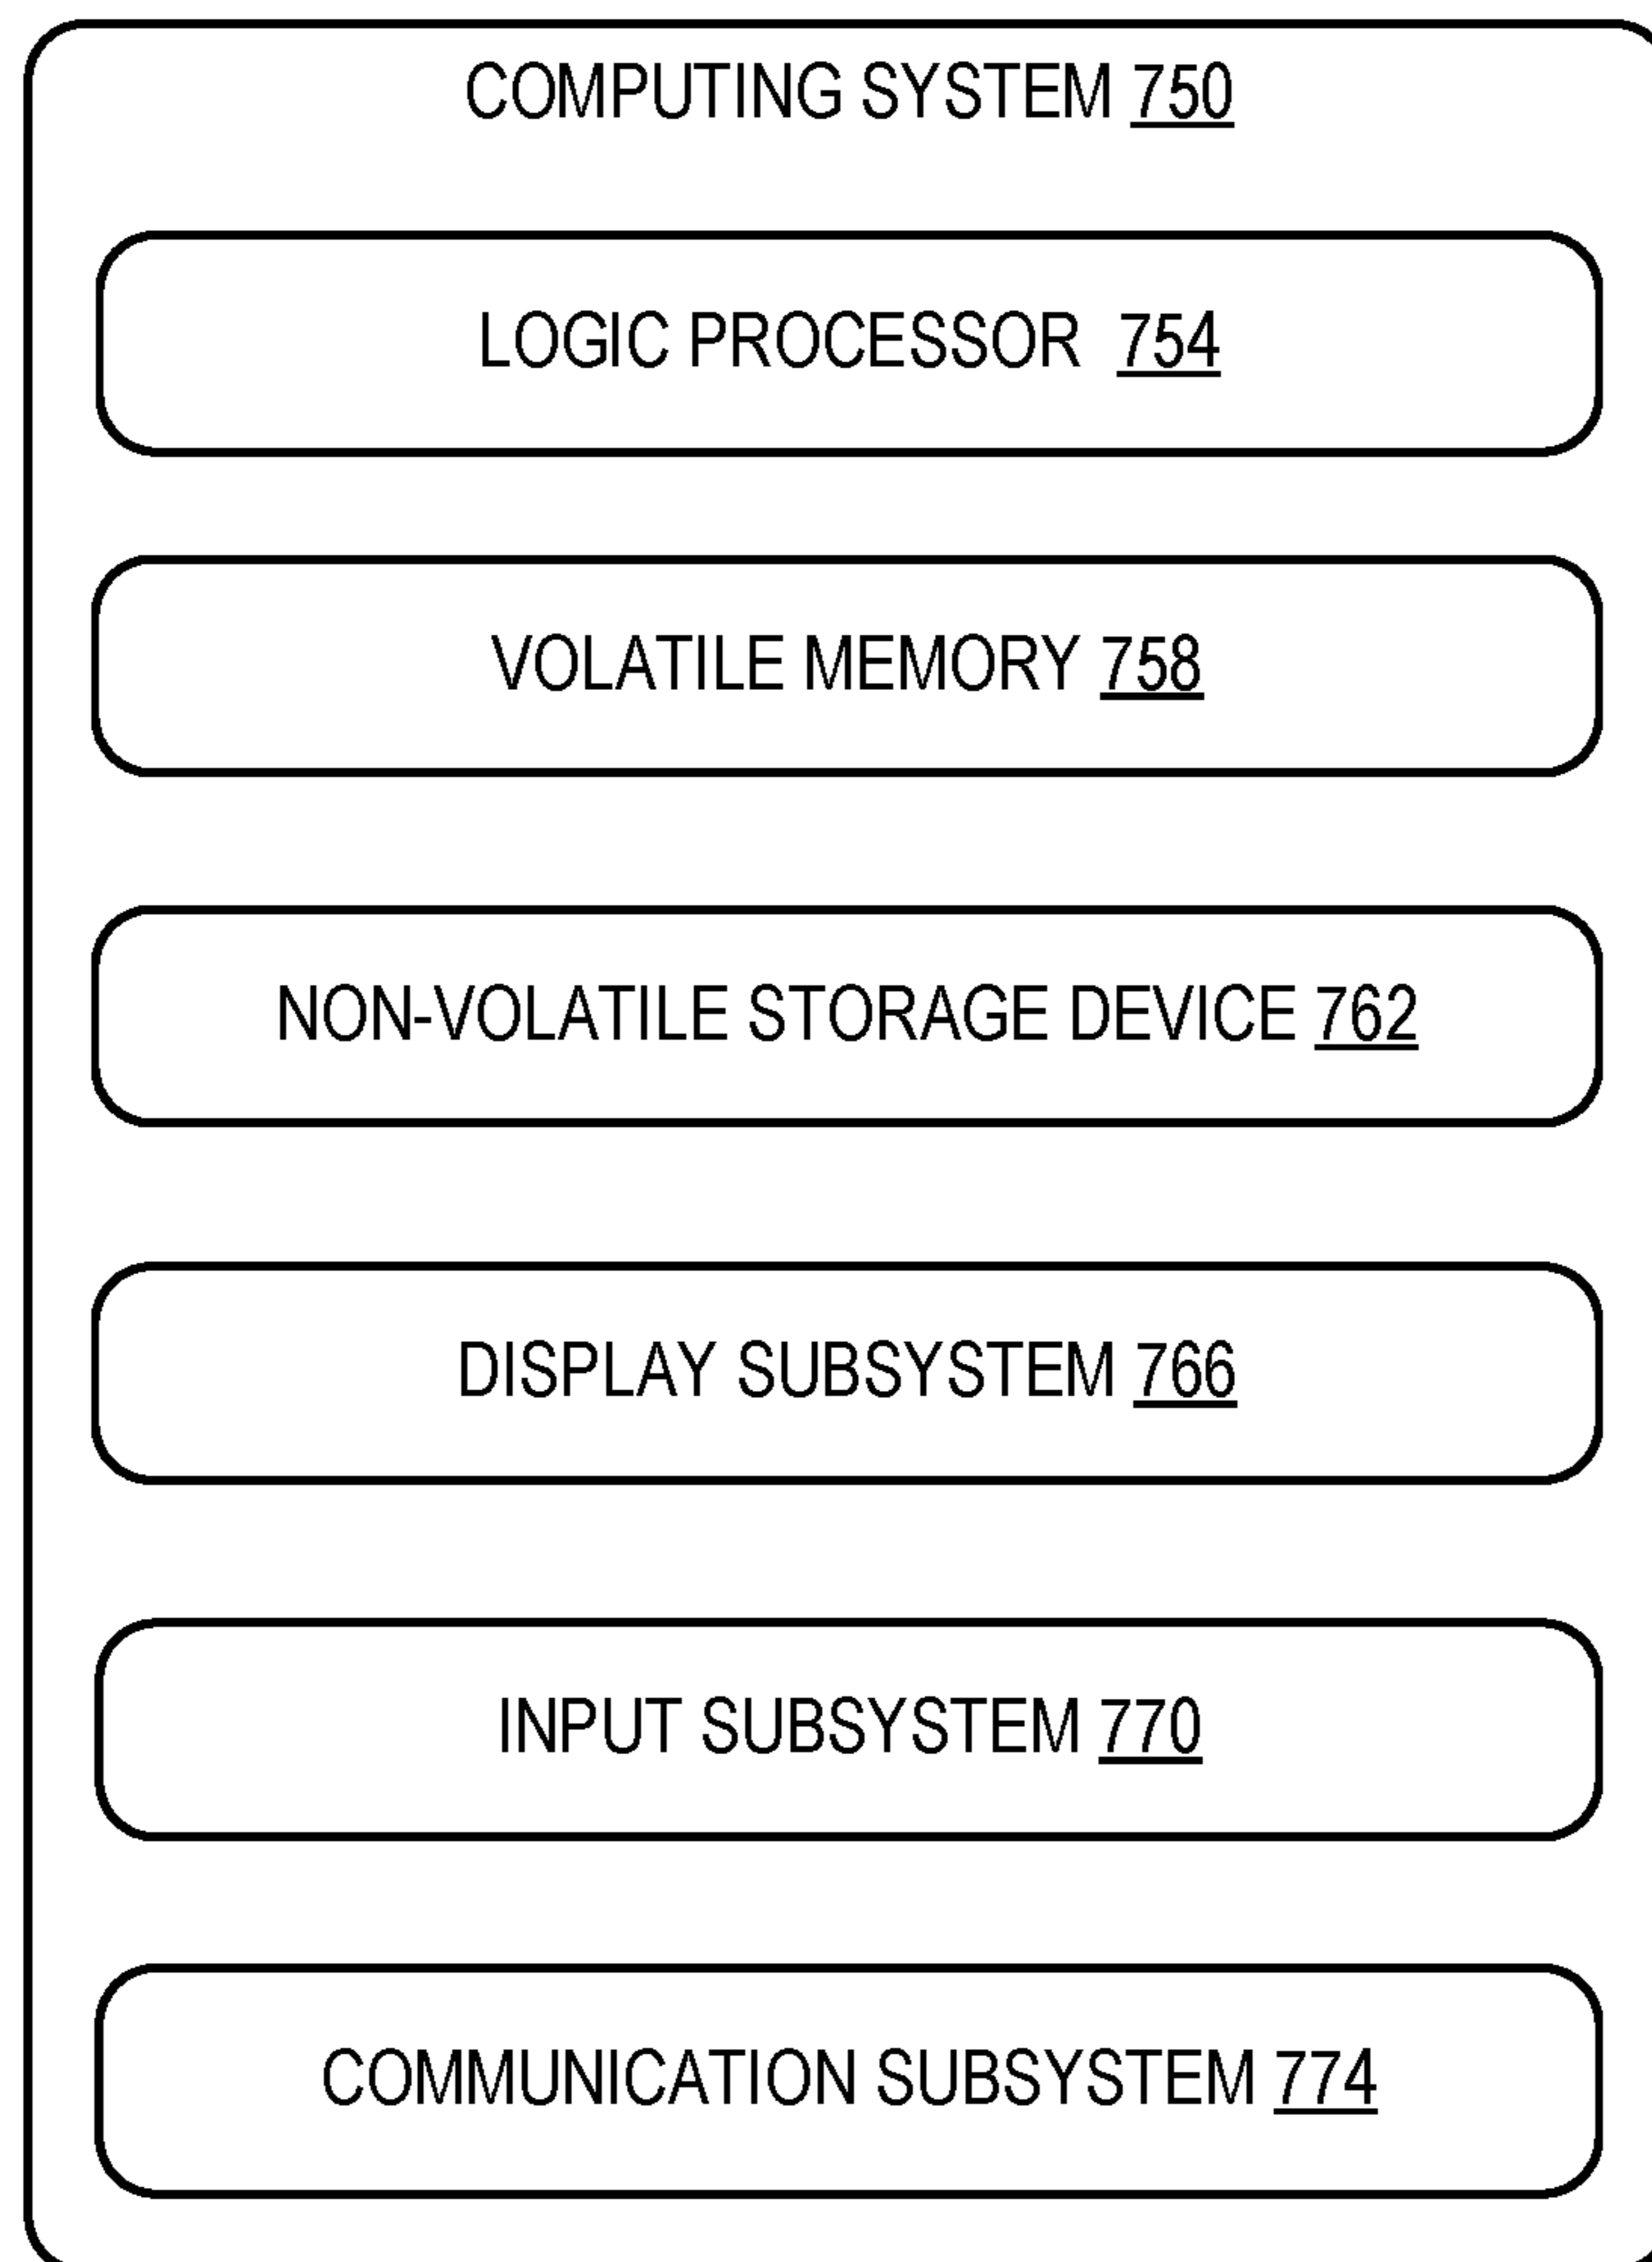 COMPUTING SYSTEM 750
LOGIC PROCESSOR 754
VOLATILE MEMORY 758
NON-VOLATILE STORAGE DEVICE 762
DISPLAY SUBSYSTEM 766
INPUT SUBSYSTEM 770
COMMUNICATION SUBSYSTEM 774